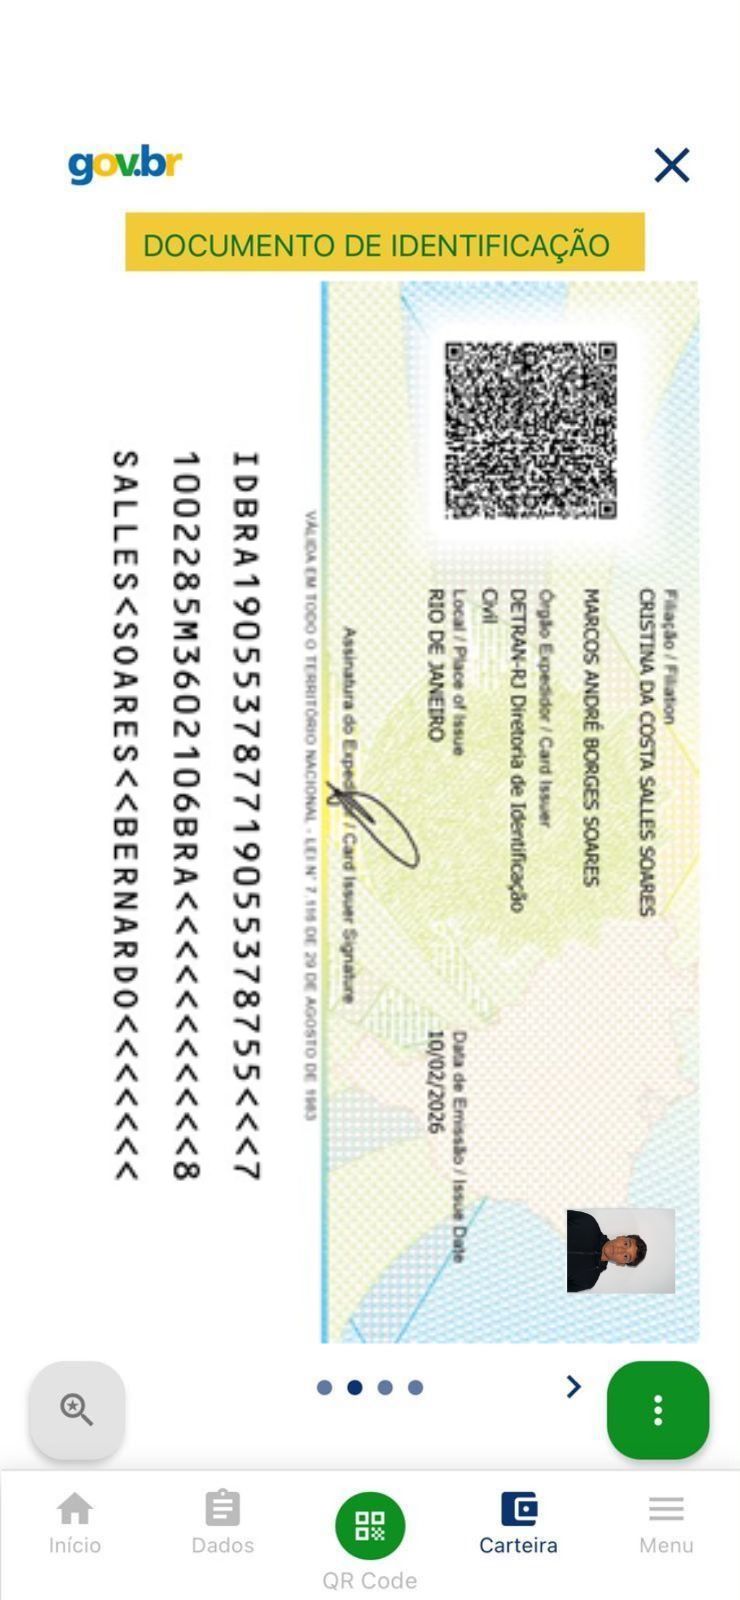 gov.br
DOCUMENTO DE IDENTIFICAÇÃO
Filiação / Filiation
CRISTINA DA COSTA SALLES SOARES
MARCOS ANDRÉ BORGES SOARES
Órgão Expedidor / Card Issuer
DETRAN-RJ Diretoria de Identificação
Civil
Local / Place of Issue
RIO DE JANEIRO
Data de Emissão / Issue Date
10/02/2026
Assinatura do Expedidor / Card Issuer Signature
VÁLIDA EM TODO O TERRITÓRIO NACIONAL - LEI N° 7.116 DE 29 DE AGOSTO DE 1983
IDBRA1905537877190553787​55<<<7
1002285M3602106BRA<<<<<<<<<<<8
SALLES<SOARES<<BERNARDO<<<<<<<
Início
Dados
QR Code
Carteira
Menu